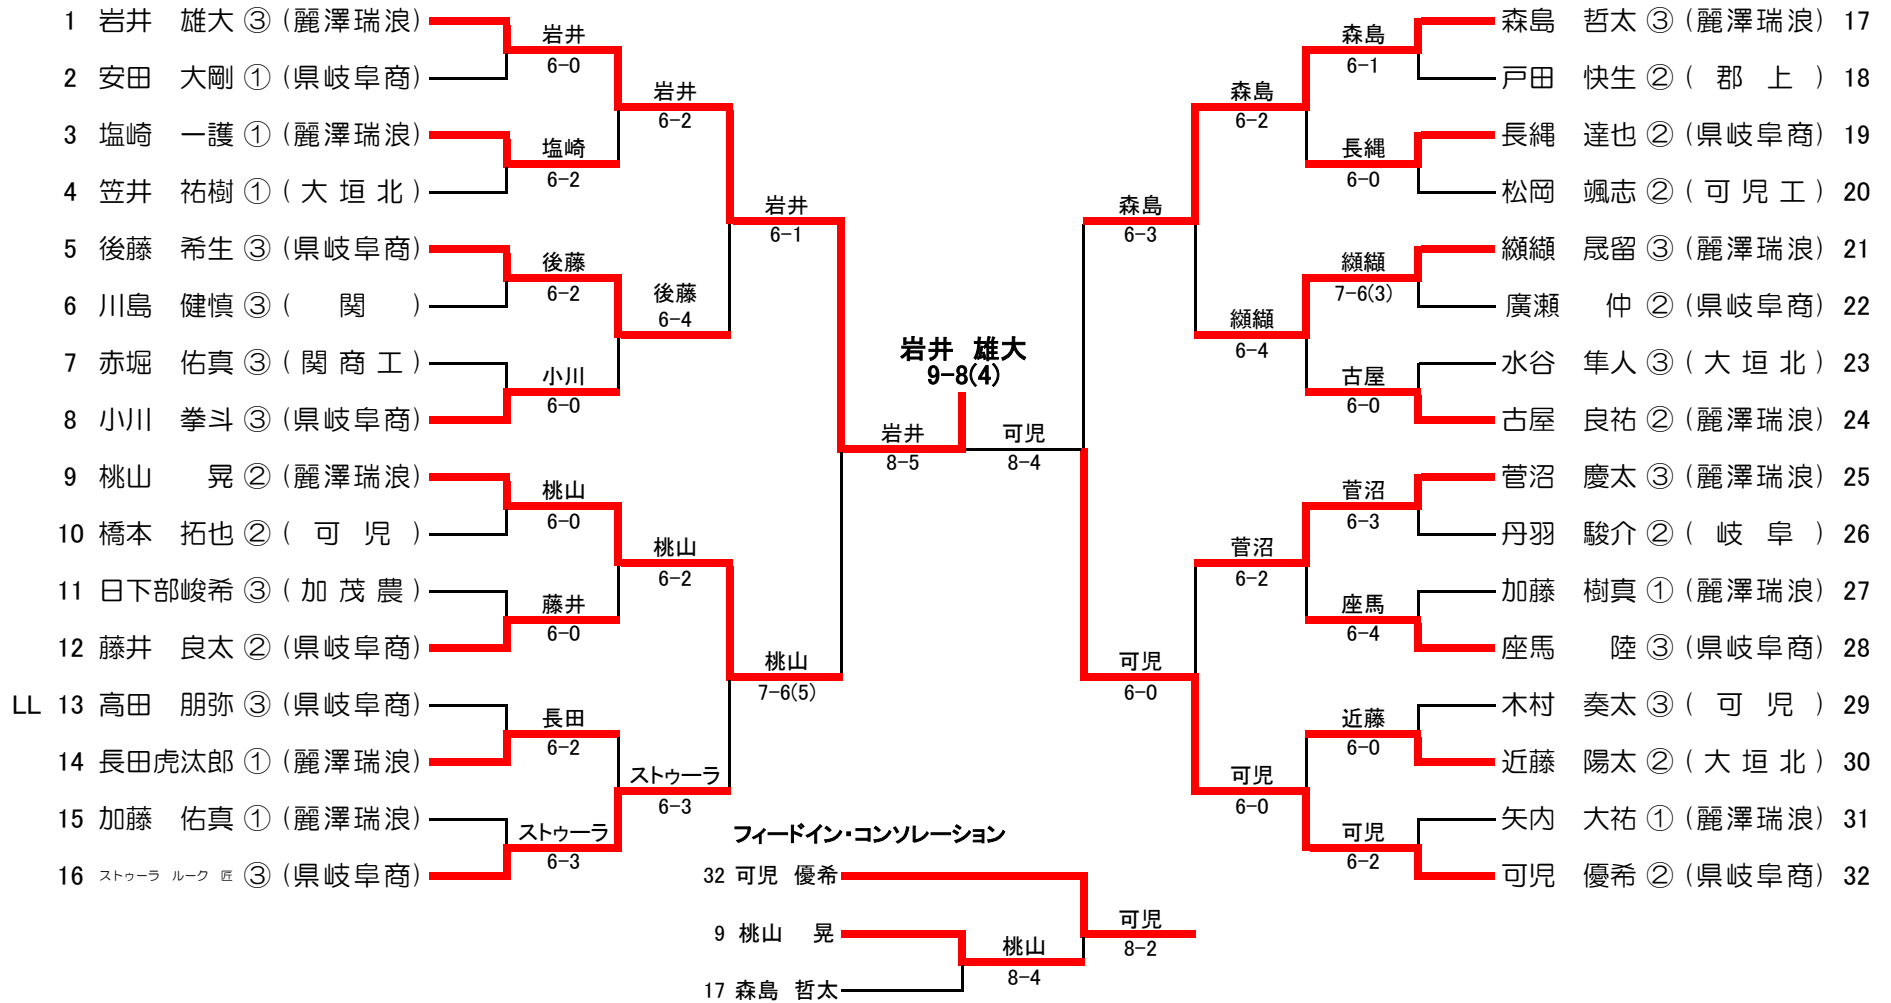 1 岩井 雄大 ③ (麗澤瑞浪)
2 安田 大剛 ① (県岐阜商)
3 塩崎 一護 ① (麗澤瑞浪)
4 笠井 祐樹 ① (大垣北)
5 後藤 希生 ③ (県岐阜商)
6 川島 健慎 ③ (関)
7 赤堀 佑真 ③ (関商工)
8 小川 拳斗 ③ (県岐阜商)
9 桃山 晃 ② (麗澤瑞浪)
10 橋本 拓也 ② (可児)
11 日下部峻希 ③ (加茂農)
12 藤井 良太 ② (県岐阜商)
LL 13 高田 朋弥 ③ (県岐阜商)
14 長田虎汰郎 ① (麗澤瑞浪)
15 加藤 佑真 ① (麗澤瑞浪)
16 ストゥーラ ルーク 匠 ③ (県岐阜商)
岩井
6-0
塩崎
6-2
後藤
6-2
小川
6-0
桃山
6-0
藤井
6-0
長田
6-2
ストゥーラ
6-3
岩井
6-2
後藤
6-4
桃山
6-2
ストゥーラ
6-3
岩井
6-1
桃山
7-6(5)
岩井
8-5
岩井 雄大
9-8(4)
可児
8-4
森島
6-3
可児
6-0
森島
6-2
纐纈
6-4
菅沼
6-2
可児
6-0
森島
6-1
長縄
6-0
纐纈
7-6(3)
古屋
6-0
菅沼
6-3
座馬
6-4
近藤
6-0
可児
6-2
森島 哲太 ③ (麗澤瑞浪) 17
戸田 快生 ② (郡上) 18
長縄 達也 ② (県岐阜商) 19
松岡 颯志 ② (可児工) 20
纐纈 晟留 ③ (麗澤瑞浪) 21
廣瀬 仲 ② (県岐阜商) 22
水谷 隼人 ③ (大垣北) 23
古屋 良祐 ② (麗澤瑞浪) 24
菅沼 慶太 ③ (麗澤瑞浪) 25
丹羽 駿介 ② (岐阜) 26
加藤 樹真 ① (麗澤瑞浪) 27
座馬 陸 ③ (県岐阜商) 28
木村 奏太 ③ (可児) 29
近藤 陽太 ② (大垣北) 30
矢内 大祐 ① (麗澤瑞浪) 31
可児 優希 ② (県岐阜商) 32
フィードイン・コンソレーション
32 可児 優希
9 桃山 晃
17 森島 哲太
桃山
8-4
可児
8-2